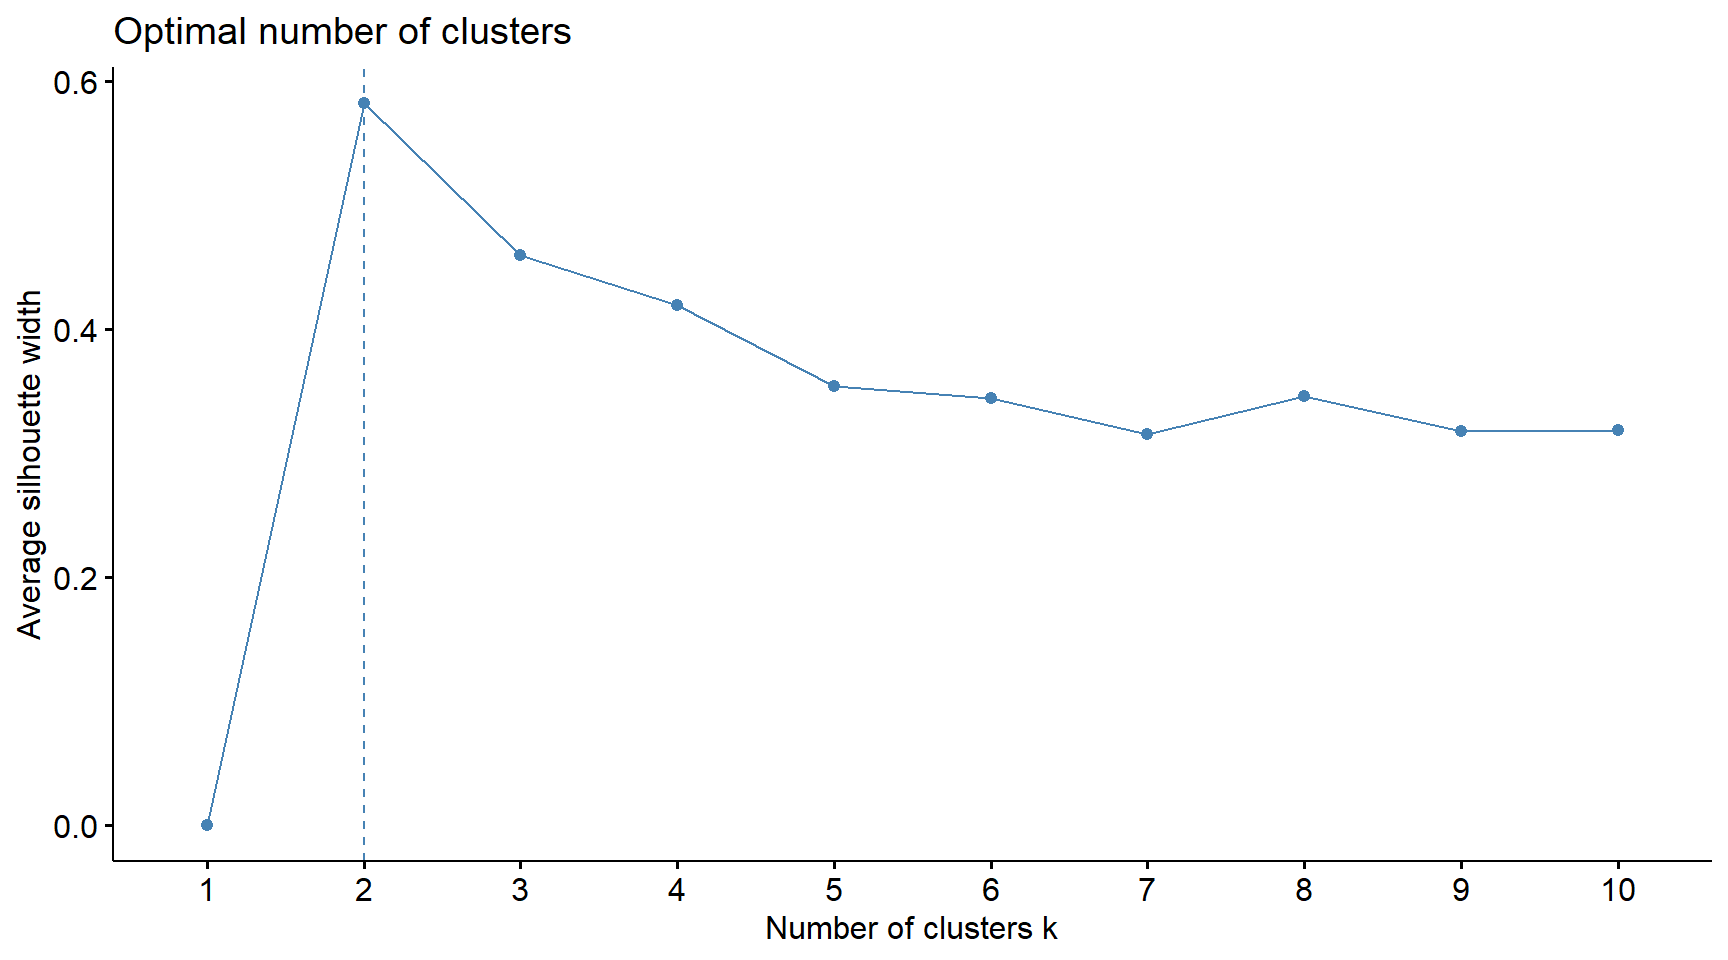 Optimal number of clusters
0.6
0.4
0.2
0.0
Average silhouette width
1 2 3 4 5 6 7 8 9 10
Number of clusters k